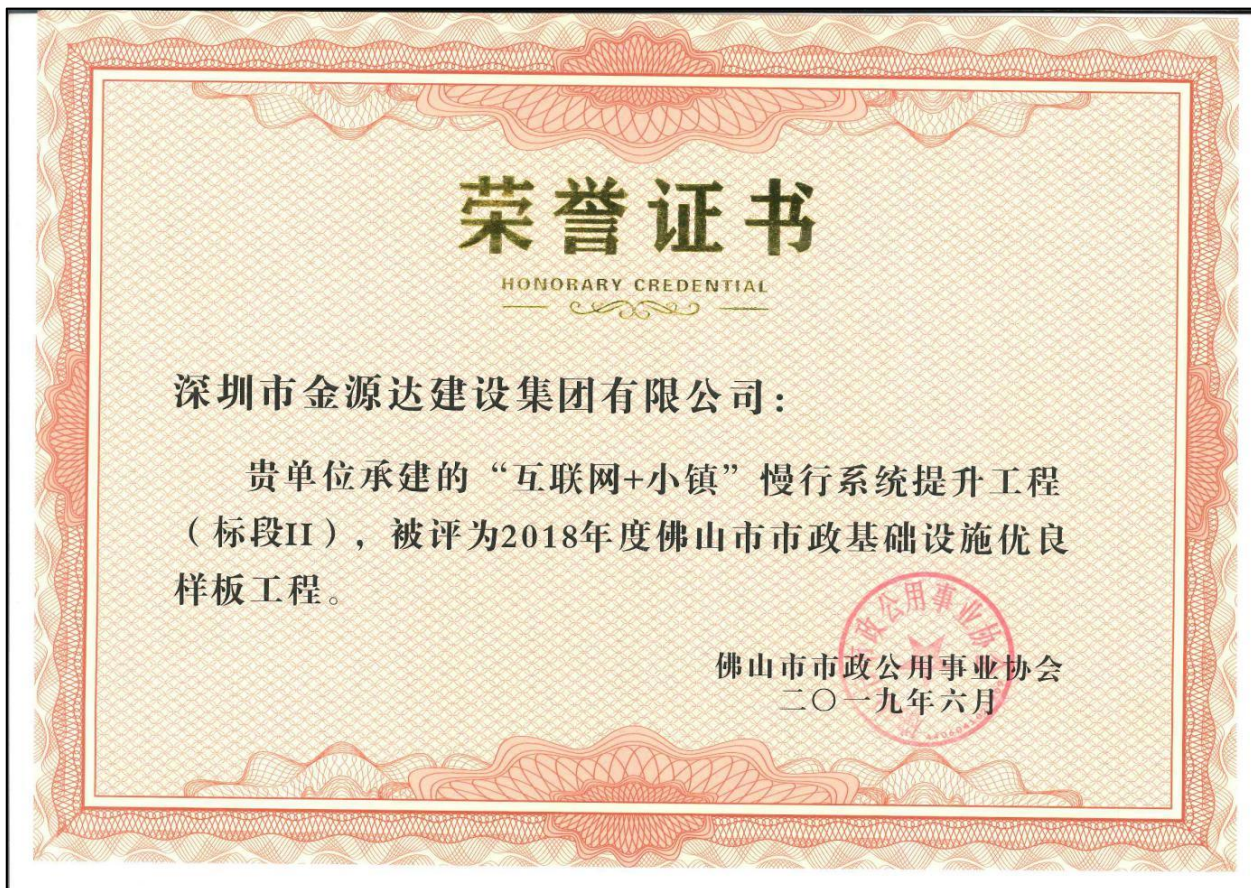 荣誉证书
HONORARY CREDENTIAL
深圳市金源达建设集团有限公司：
贵单位承建的“互联网+小镇”慢行系统提升工程
（标段II），被评为2018年度佛山市市政基础设施优良
样板工程。
佛山市市政公用事业协会
二〇一九年六月